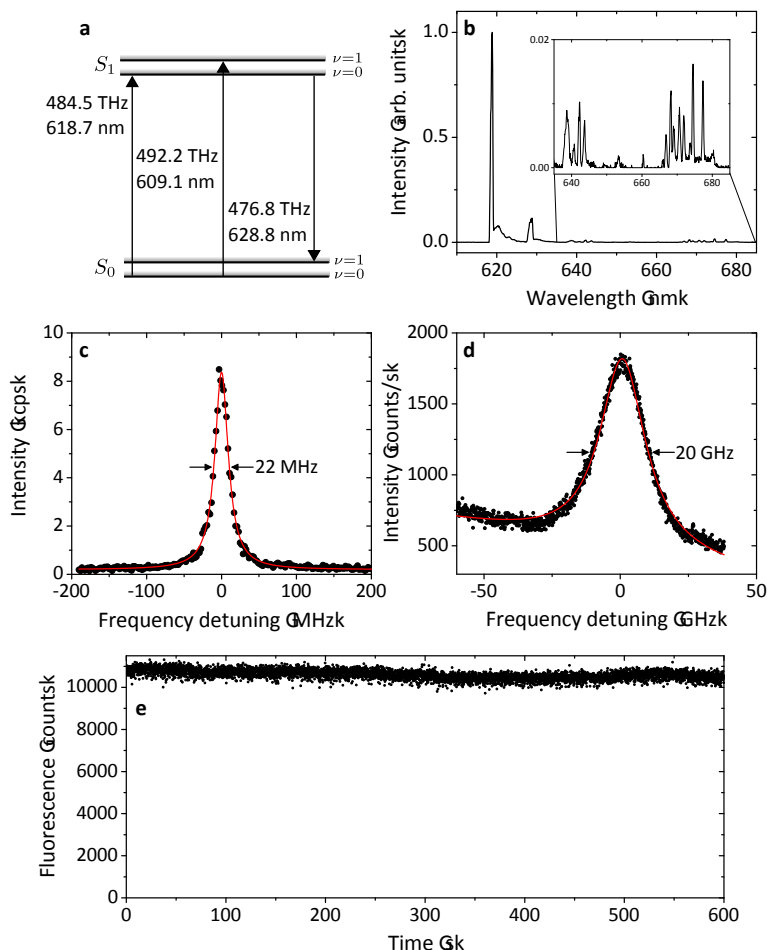 a
S₁
ν=1
ν=0
484.5 THz
618.7 nm
492.2 THz
609.1 nm
476.8 THz
628.8 nm
S₀
ν=1
ν=0
b
Intensity Garb. unitsk
1.0
0.5
0.0
0.02
0.00
640 660 680
620 640 660 680
Wavelength Gnmk
c
Intensity Gkcpsk
10
8
6
4
2
0
22 MHz
-200 -100 0 100 200
Frequency detuning GMHzk
d
Intensity Gcounts/sk
2000
1750
1500
1250
1000
750
500
20 GHz
-50 0 50
Frequency detuning GGHzk
e
Fluorescence Gcountsk
10000
8000
6000
4000
2000
0
0 100 200 300 400 500 600
Time Gsk